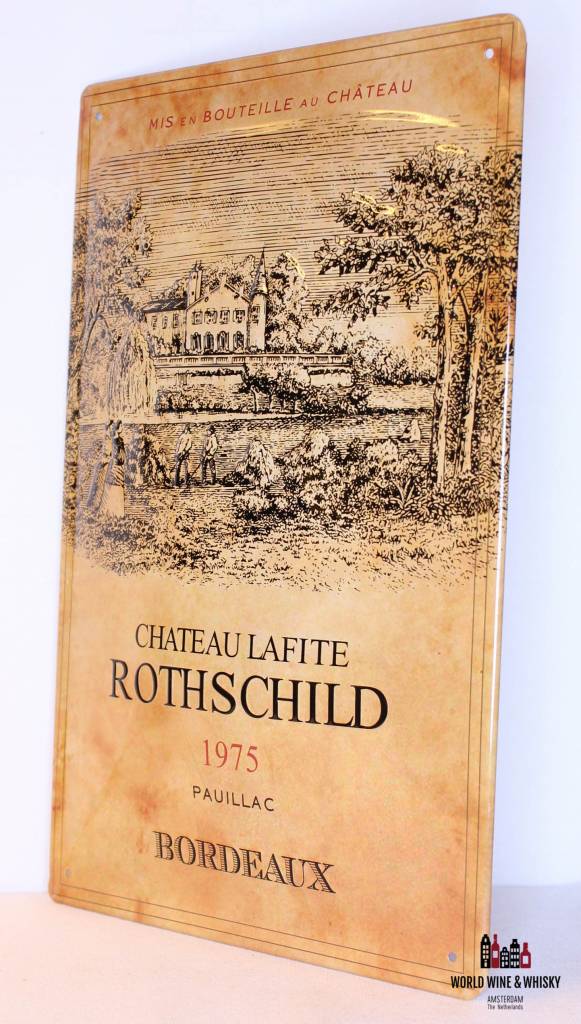 MIS EN BOUTEILLE AU CHÂTEAU
CHATEAU LAFITE
ROTHSCHILD
1975
PAUILLAC
BORDEAUX
WORLD WINE & WHISKY
AMSTERDAM
The Netherlands